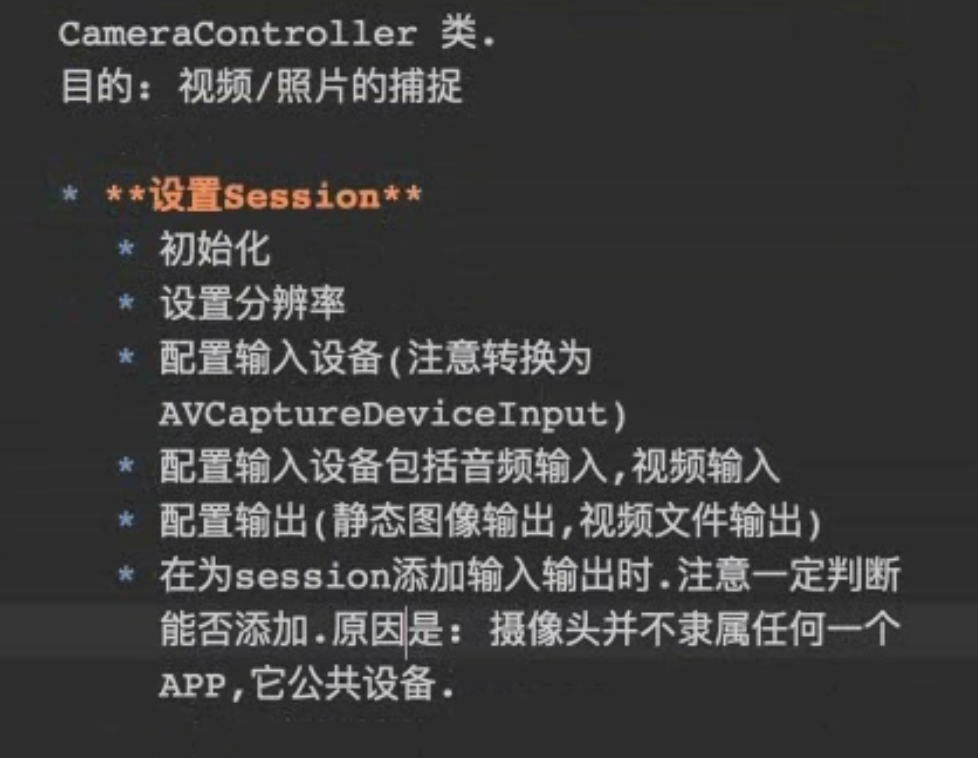 CameraController 类.
目的: 视频/照片的捕捉
* **设置Session**
* 初始化
* 设置分辨率
* 配置输入设备(注意转换为
AVCaptureDeviceInput)
* 配置输入设备包括音频输入,视频输入
* 配置输出(静态图像输出,视频文件输出)
* 在为session添加输入输出时.注意一定判断
能否添加.原因是: 摄像头并不隶属任何一个
APP,它公共设备.